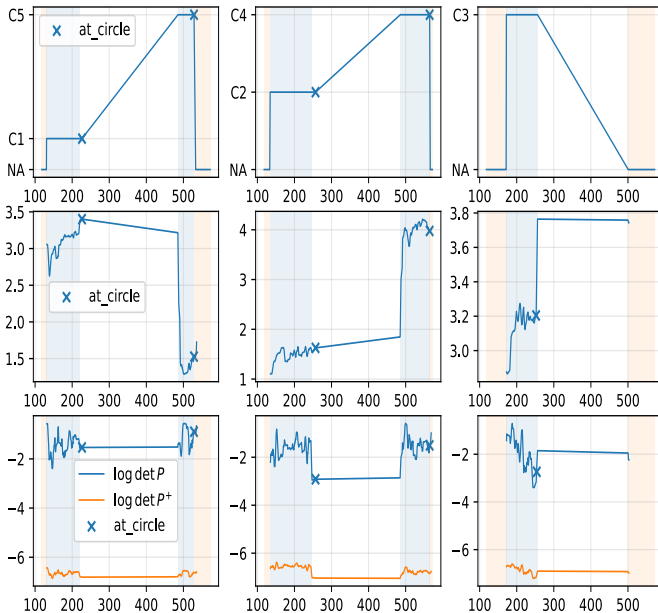 C5 C4 C3
× at_circle
C2
C1
NA NA NA
100 200 300 400 500 100 200 300 400 500 100 200 300 400 500
3.5 3.8
4
3.0 3.6
2.5 3 3.4
× at_circle
2.0 2 3.2
1.5 3.0
1
100 200 300 400 500 100 200 300 400 500 100 200 300 400 500
−2 −2 −2
log det P
−4 −4 −4
log det P⁺
× at_circle
−6 −6 −6
100 200 300 400 500 100 200 300 400 500 100 200 300 400 500